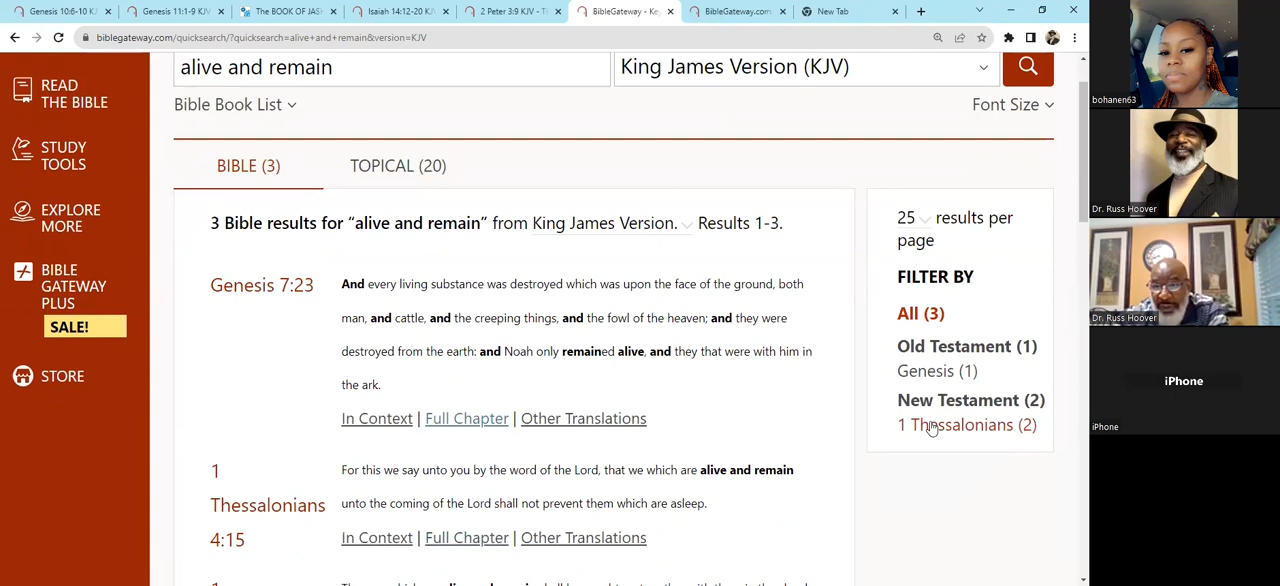 Genesis 10:6-10 KJ
Genesis 11:1-9 KJV
The BOOK OF JASH
Isaiah 14:12-20 KJV
2 Peter 3:9 KJV - Th
BibleGateway - Ke
BibleGateway.com
New Tab
biblegateway.com/quicksearch/?quicksearch=alive+and+remain&version=KJV
READ
THE BIBLE
STUDY
TOOLS
EXPLORE
MORE
BIBLE
GATEWAY
PLUS
SALE!
STORE
alive and remain
King James Version (KJV)
Bible Book List
Font Size
BIBLE (3)
TOPICAL (20)
3 Bible results for “alive and remain” from King James Version. Results 1-3.
Genesis 7:23
And every living substance was destroyed which was upon the face of the ground, both
man, and cattle, and the creeping things, and the fowl of the heaven; and they were
destroyed from the earth: and Noah only remained alive, and they that were with him in
the ark.
In Context | Full Chapter | Other Translations
1
Thessalonians
4:15
For this we say unto you by the word of the Lord, that we which are alive and remain
unto the coming of the Lord shall not prevent them which are asleep.
In Context | Full Chapter | Other Translations
25 results per
page
FILTER BY
All (3)
Old Testament (1)
Genesis (1)
New Testament (2)
1 Thessalonians (2)
bohanen63
Dr. Russ Hoover
Dr. Russ Hoover
iPhone
iPhone